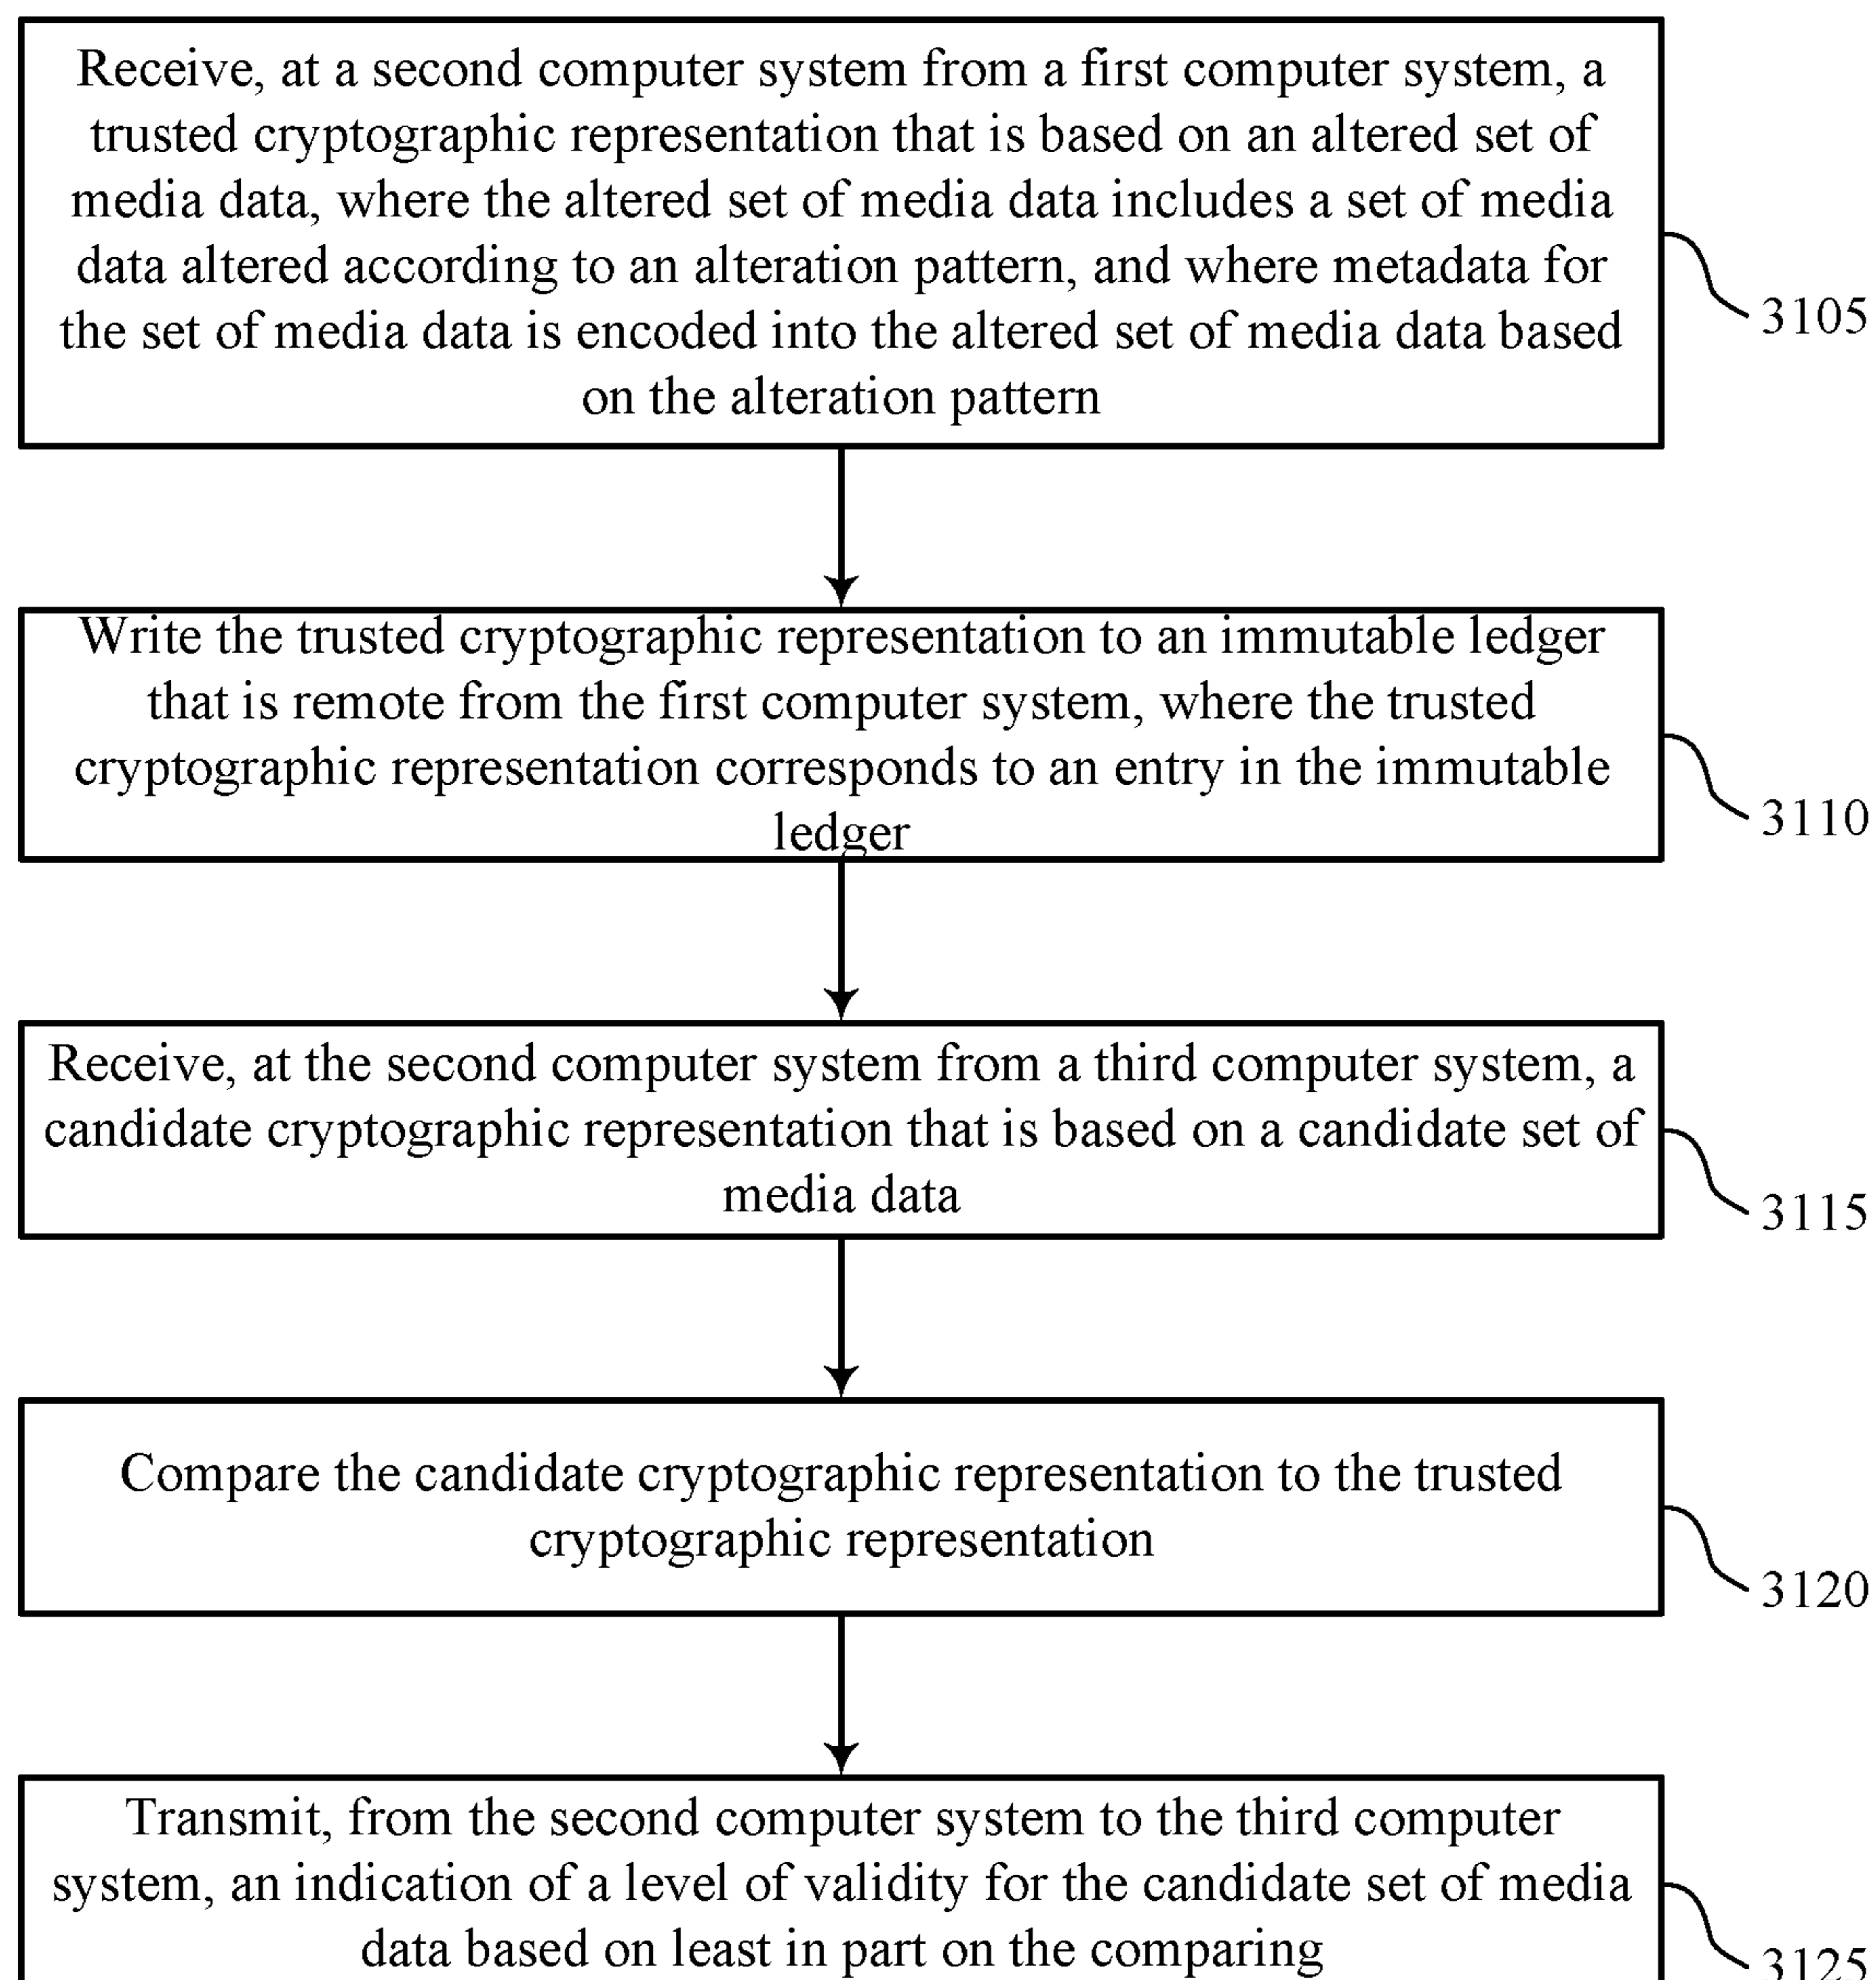 Receive, at a second computer system from a first computer system, a
trusted cryptographic representation that is based on an altered set of
media data, where the altered set of media data includes a set of media
data altered according to an alteration pattern, and where metadata for
the set of media data is encoded into the altered set of media data based
on the alteration pattern
3105
Write the trusted cryptographic representation to an immutable ledger
that is remote from the first computer system, where the trusted
cryptographic representation corresponds to an entry in the immutable
ledger
3110
Receive, at the second computer system from a third computer system, a
candidate cryptographic representation that is based on a candidate set of
media data
3115
Compare the candidate cryptographic representation to the trusted
cryptographic representation
3120
Transmit, from the second computer system to the third computer
system, an indication of a level of validity for the candidate set of media
data based on least in part on the comparing
3125